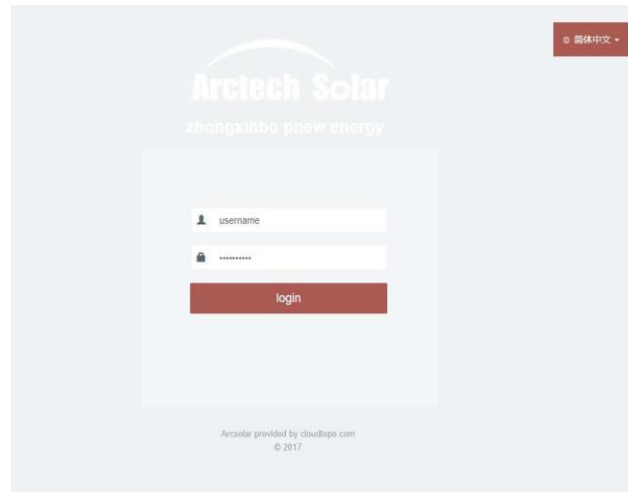 简体中文
Arctech Solar
zhongxinbo pnew energy
username
••••••••••
login
Arcsolar provided by cloudtopo.com
© 2017